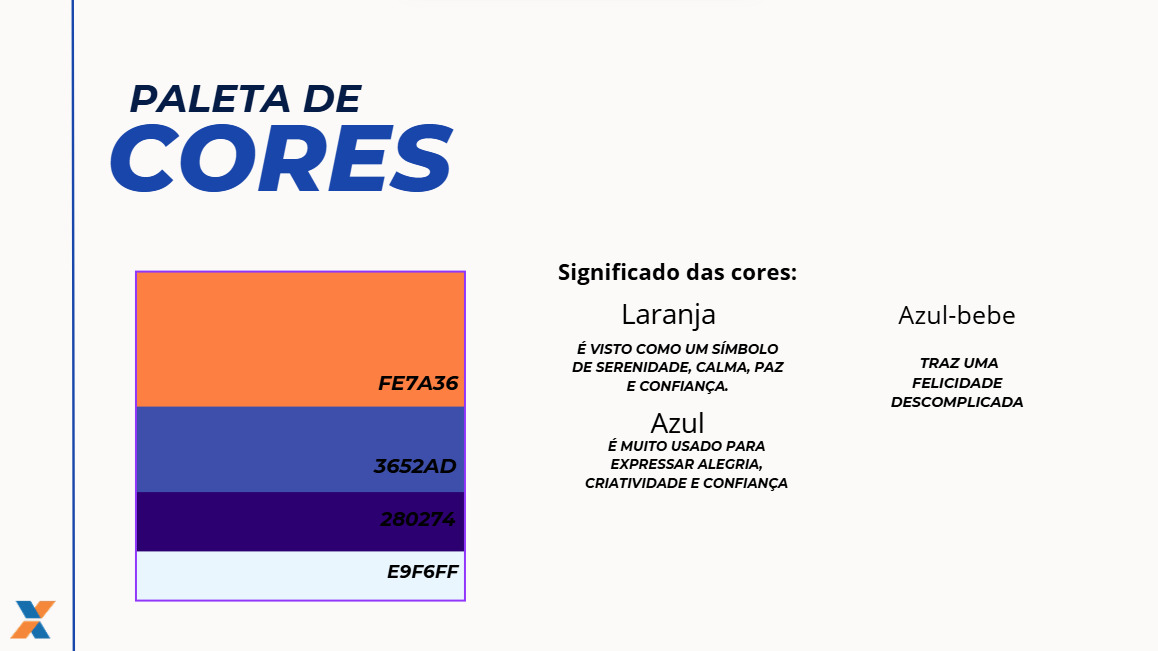 PALETA DE
CORES
FE7A36
3652AD
280274
E9F6FF
Significado das cores:
Laranja
É VISTO COMO UM SÍMBOLO
DE SERENIDADE, CALMA, PAZ
E CONFIANÇA.
Azul
É MUITO USADO PARA
EXPRESSAR ALEGRIA,
CRIATIVIDADE E CONFIANÇA
Azul-bebe
TRAZ UMA
FELICIDADE
DESCOMPLICADA